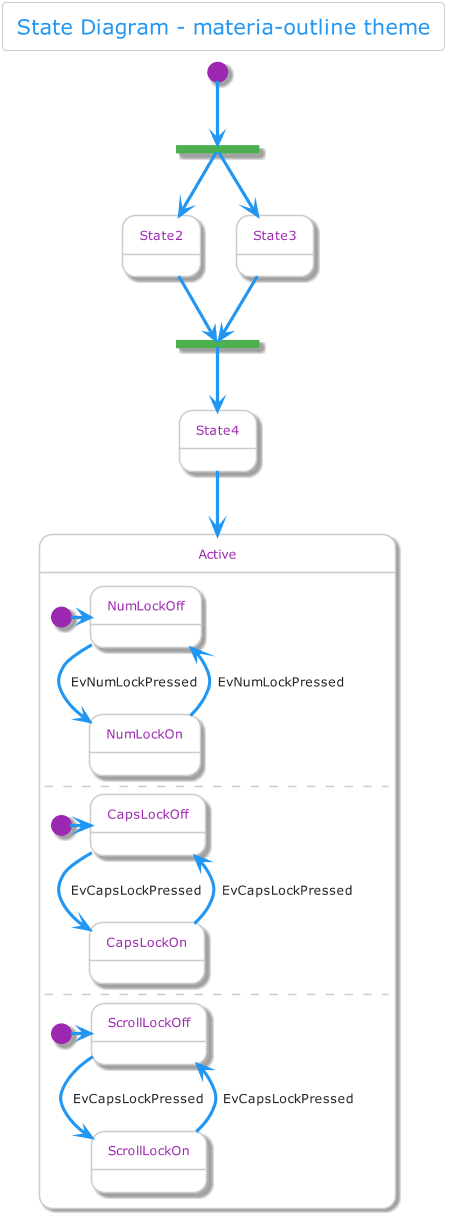 State Diagram - materia-outline theme
State2
State3
State4
Active
NumLockOff
EvNumLockPressed
EvNumLockPressed
NumLockOn
CapsLockOff
EvCapsLockPressed
EvCapsLockPressed
CapsLockOn
ScrollLockOff
EvCapsLockPressed
EvCapsLockPressed
ScrollLockOn